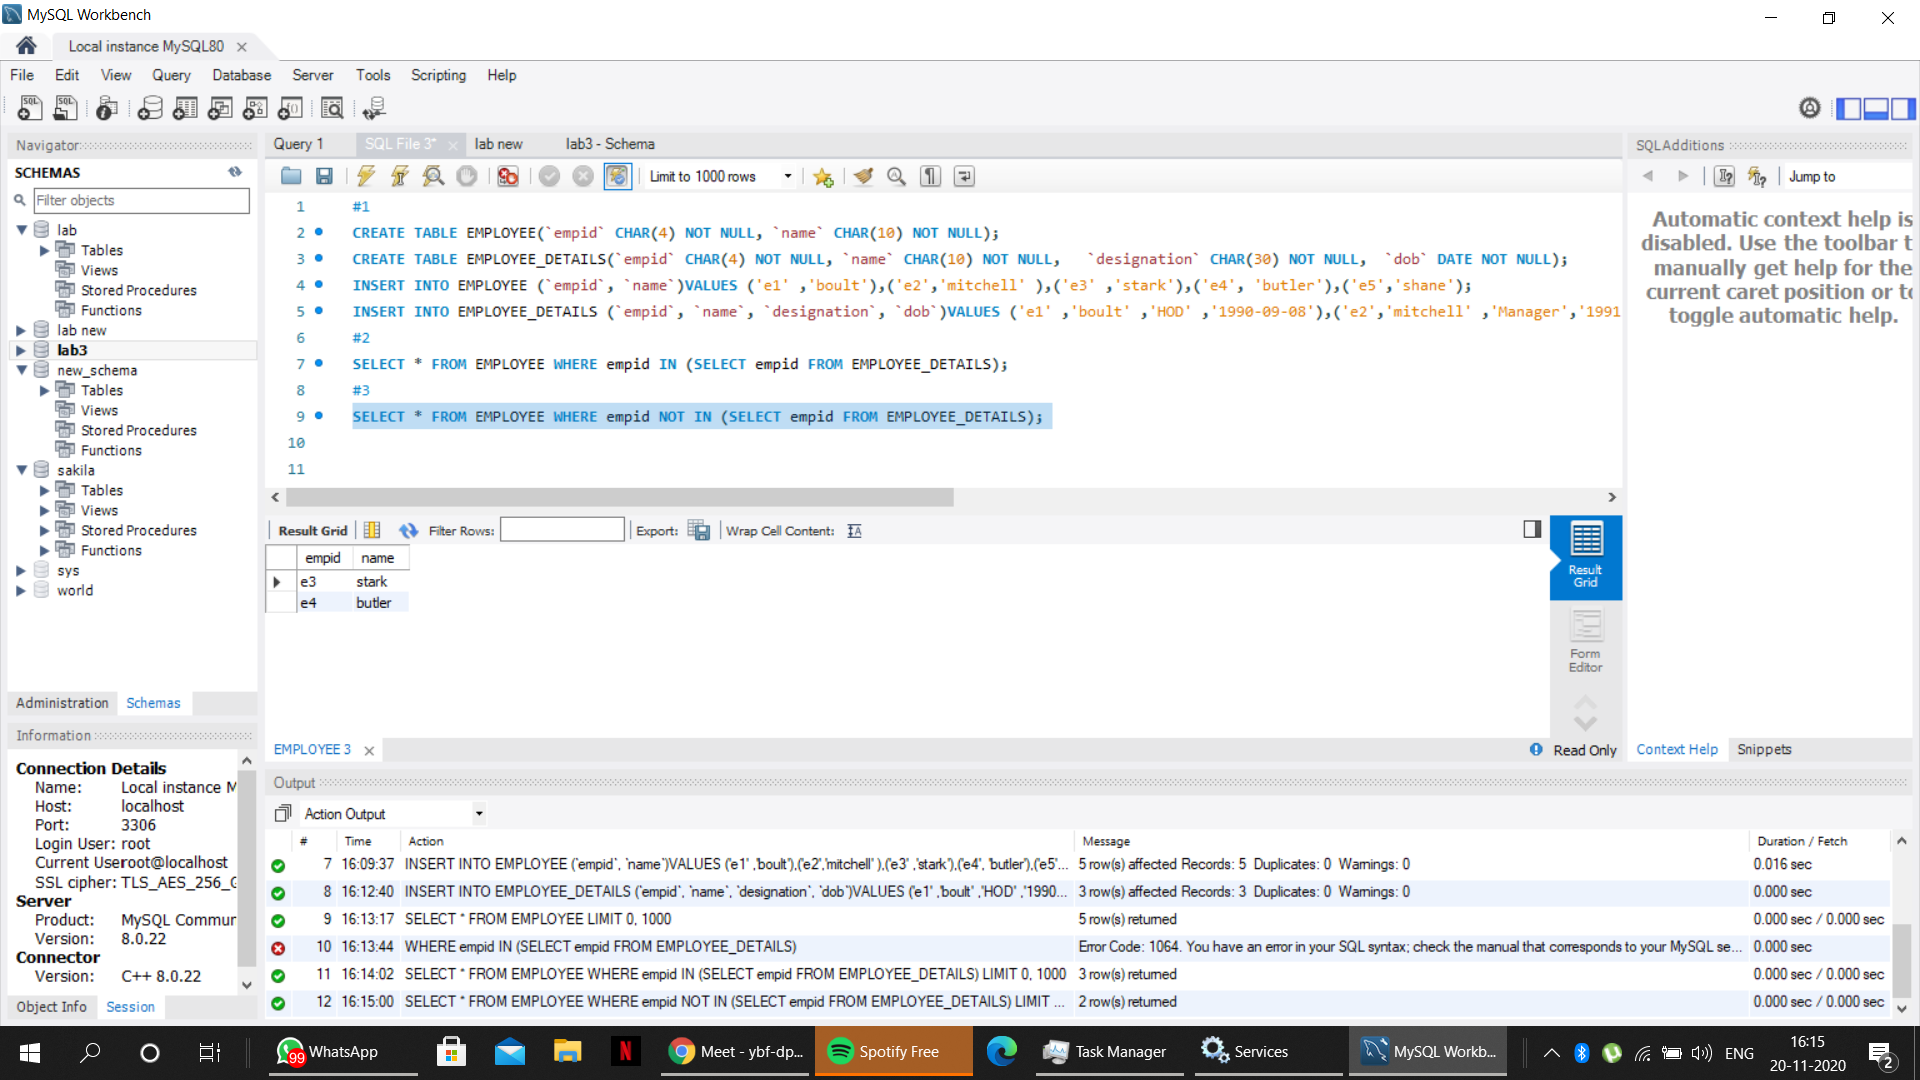 MySQL Workbench
Local instance MySQL80
File Edit View Query Database Server Tools Scripting Help
Navigator
SCHEMAS
Filter objects
lab
Tables
Views
Stored Procedures
Functions
lab new
lab3
new_schema
Tables
Views
Stored Procedures
Functions
sakila
Tables
Views
Stored Procedures
Functions
sys
world
Administration Schemas
Information
Connection Details
Name: Local instance M
Host: localhost
Port: 3306
Login User: root
Current User root@localhost
SSL cipher: TLS_AES_256_G
Server
Product: MySQL Commur
Version: 8.0.22
Connector
Version: C++ 8.0.22
Object Info Session
Query 1 SQL File 3* lab new lab3 - Schema
Limit to 1000 rows
1 #1
2 CREATE TABLE EMPLOYEE(`empid` CHAR(4) NOT NULL, `name` CHAR(10) NOT NULL);
3 CREATE TABLE EMPLOYEE_DETAILS(`empid` CHAR(4) NOT NULL, `name` CHAR(10) NOT NULL, `designation` CHAR(30) NOT NULL, `dob` DATE NOT NULL);
4 INSERT INTO EMPLOYEE (`empid`, `name`)VALUES ('e1' ,'boult'),('e2','mitchell' ),('e3' ,'stark'),('e4', 'butler'),('e5','shane');
5 INSERT INTO EMPLOYEE_DETAILS (`empid`, `name`, `designation`, `dob`)VALUES ('e1' ,'boult' ,'HOD' ,'1990-09-08'),('e2','mitchell' ,'Manager','1991
6 #2
7 SELECT * FROM EMPLOYEE WHERE empid IN (SELECT empid FROM EMPLOYEE_DETAILS);
8 #3
9 SELECT * FROM EMPLOYEE WHERE empid NOT IN (SELECT empid FROM EMPLOYEE_DETAILS);
10
11
Result Grid Filter Rows: Export: Wrap Cell Content:
empid name
e3 stark
e4 butler
Result Grid
Form Editor
EMPLOYEE 3
Read Only
SQLAdditions
Jump to
Automatic context help is
disabled. Use the toolbar t
manually get help for the
current caret position or to
toggle automatic help.
Context Help Snippets
Output
Action Output
# Time Action Message Duration / Fetch
7 16:09:37 INSERT INTO EMPLOYEE (`empid`, `name`)VALUES ('e1' ,'boult'),('e2','mitchell' ),('e3' ,'stark'),('e4', 'butler'),('e5'... 5 row(s) affected Records: 5 Duplicates: 0 Warnings: 0 0.016 sec
8 16:12:40 INSERT INTO EMPLOYEE_DETAILS (`empid`, `name`, `designation`, `dob`)VALUES ('e1' ,'boult' ,'HOD' ,'1990... 3 row(s) affected Records: 3 Duplicates: 0 Warnings: 0 0.000 sec
9 16:13:17 SELECT * FROM EMPLOYEE LIMIT 0, 1000 5 row(s) returned 0.000 sec / 0.000 sec
10 16:13:44 WHERE empid IN (SELECT empid FROM EMPLOYEE_DETAILS) Error Code: 1064. You have an error in your SQL syntax; check the manual that corresponds to your MySQL se... 0.000 sec
11 16:14:02 SELECT * FROM EMPLOYEE WHERE empid IN (SELECT empid FROM EMPLOYEE_DETAILS) LIMIT 0, 1000 3 row(s) returned 0.000 sec / 0.000 sec
12 16:15:00 SELECT * FROM EMPLOYEE WHERE empid NOT IN (SELECT empid FROM EMPLOYEE_DETAILS) LIMIT ... 2 row(s) returned 0.000 sec / 0.000 sec
99 WhatsApp Meet - ybf-dp... Spotify Free Task Manager Services MySQL Workb... ENG 16:15
20-11-2020 2